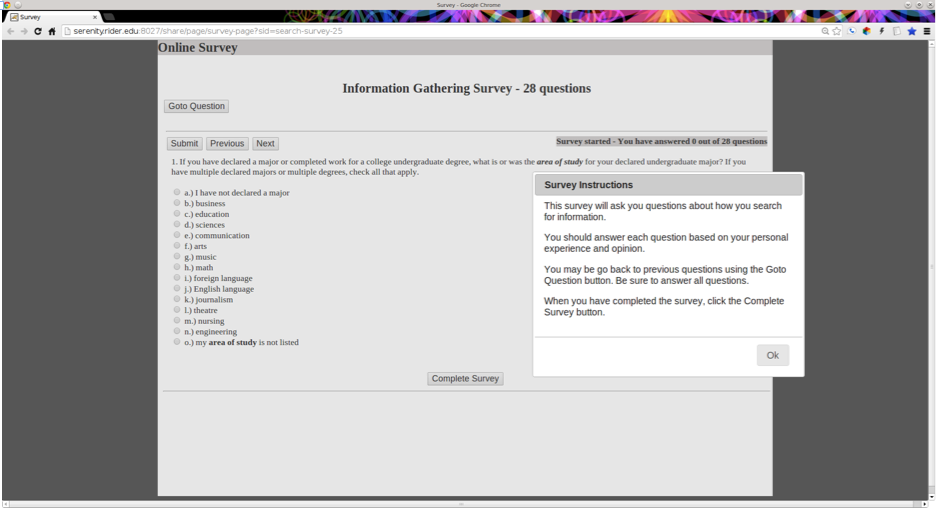 Survey - Google Chrome
Survey
serenity.rider.edu:8027/share/page/survey-page?sid=search-survey-25
Online Survey
Information Gathering Survey - 28 questions
Goto Question
Submit Previous Next
Survey started - You have answered 0 out of 28 questions
1. If you have declared a major or completed work for a college undergraduate degree, what is or was the area of study for your declared undergraduate major? If you
have multiple declared majors or multiple degrees, check all that apply.
a.) I have not declared a major
b.) business
c.) education
d.) sciences
e.) communication
f.) arts
g.) music
h.) math
i.) foreign language
j.) English language
k.) journalism
l.) theatre
m.) nursing
n.) engineering
o.) my area of study is not listed
Complete Survey
Survey Instructions
This survey will ask you questions about how you search
for information.
You should answer each question based on your personal
experience and opinion.
You may be go back to previous questions using the Goto
Question button. Be sure to answer all questions.
When you have completed the survey, click the Complete
Survey button.
Ok